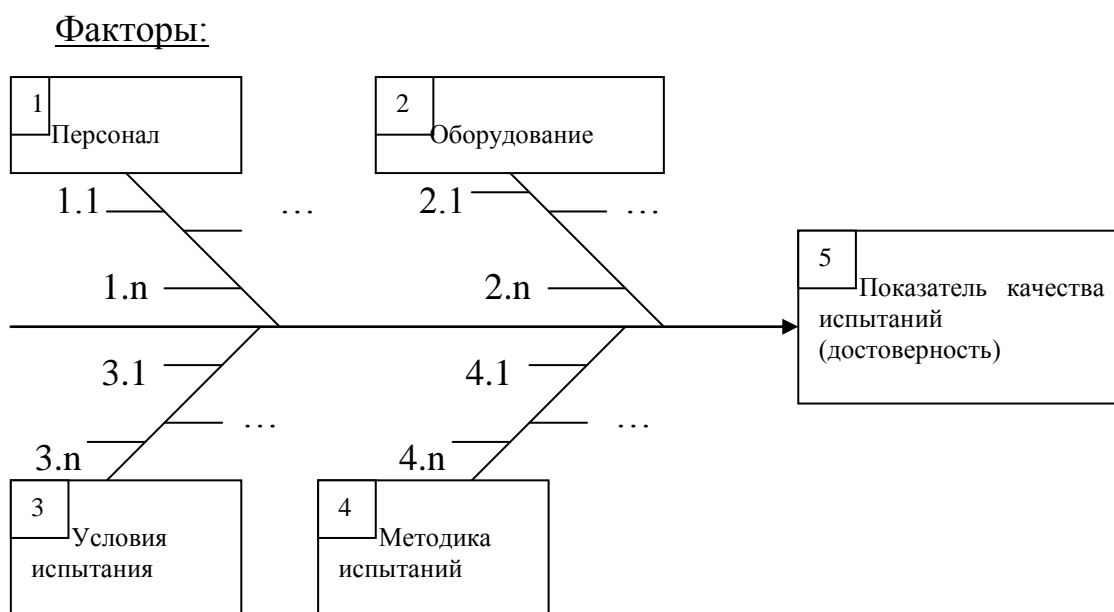 Факторы:
1
Персонал
2
Оборудование
1.1
…
2.1
…
1.n
2.n
5
Показатель качества
испытаний
(достоверность)
3.1
4.1
…
…
3.n
4.n
3
Условия
испытания
4
Методика
испытаний